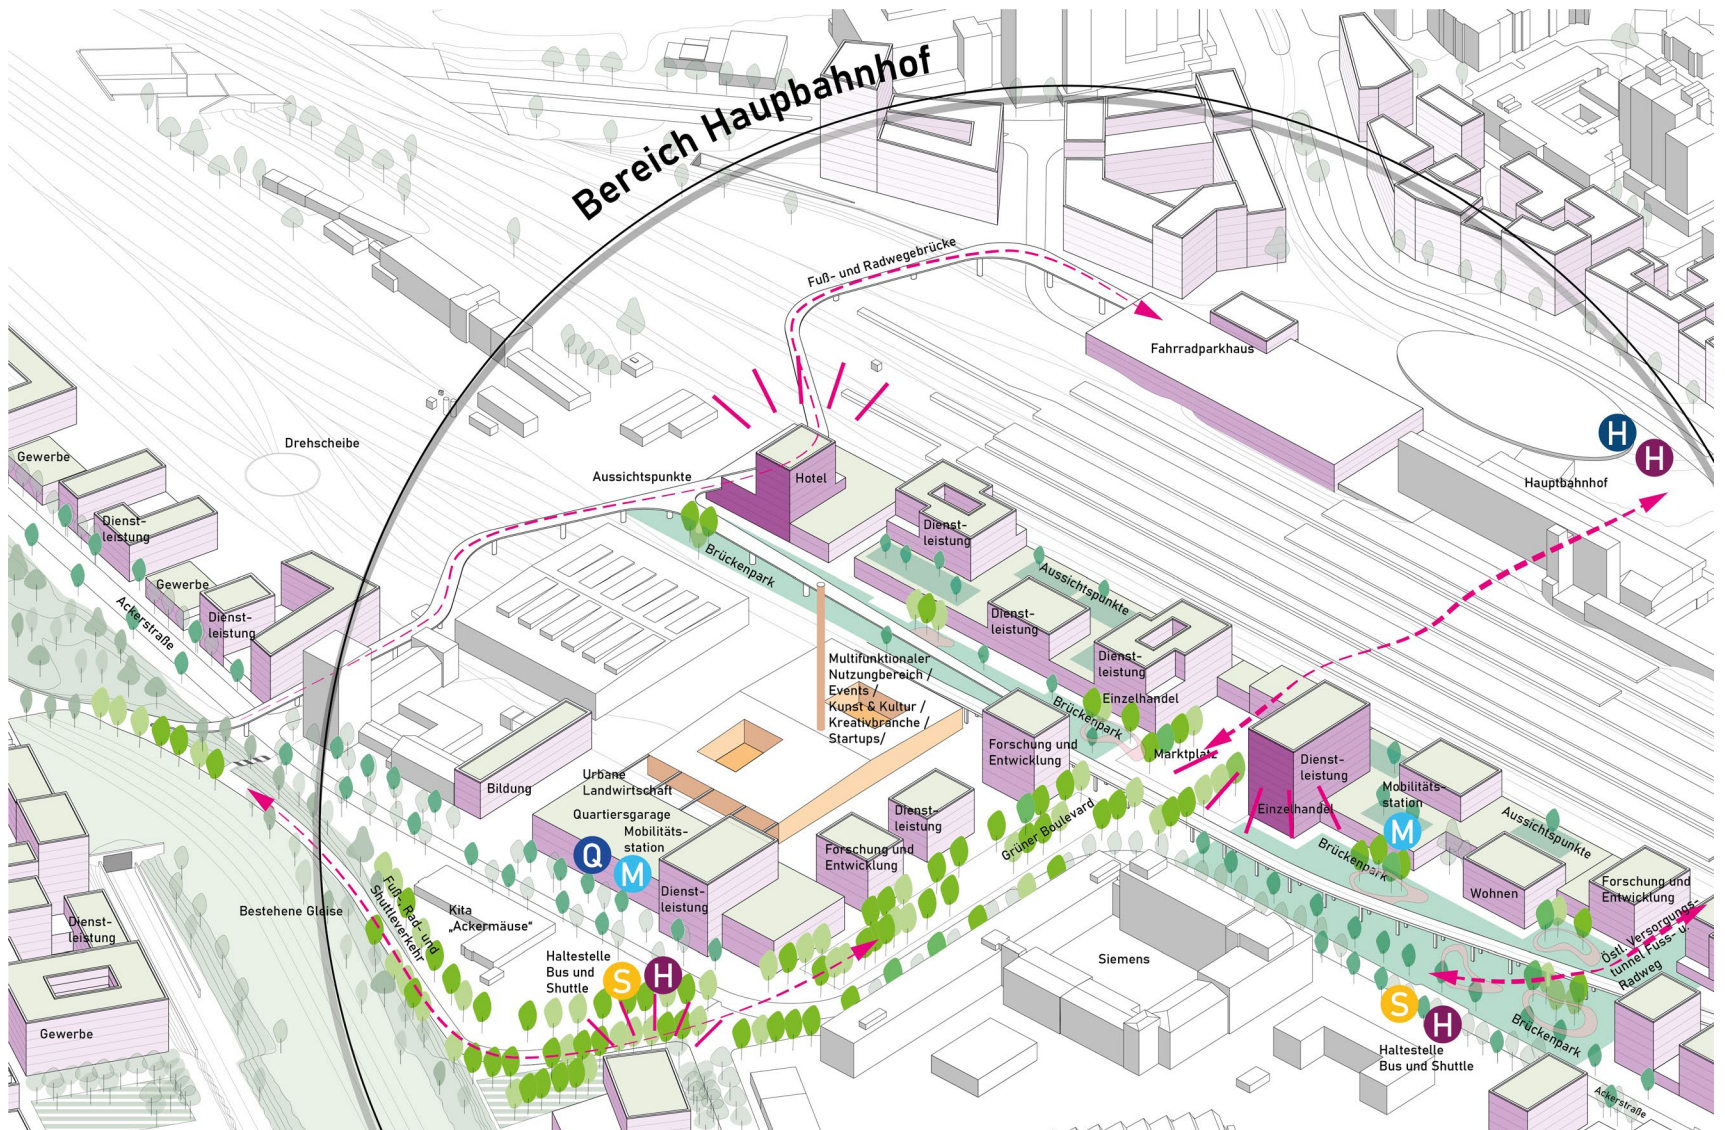 Bereich Haupbahnhof
Fuß- und Radwegebrücke
Fahrradparkhaus
H
H
Hauptbahnhof
Drehscheibe
Aussichtspunkte
Hotel
Gewerbe
Dienst-
leistung
Gewerbe
Dienst-
leistung
Ackerstraße
Brückenpark
Dienst-
leistung
Aussichtspunkte
Dienst-
leistung
Dienst-
leistung
Einzelhandel
Brückenpark
Marktplatz
Multifunktionaler
Nutzungbereich /
Events /
Kunst & Kultur /
Kreativbranche /
Startups/
Forschung und
Entwicklung
Dienst-
leistung
Einzelhandel
Mobilitäts-
station
M
Aussichtspunkte
Brückenpark
Wohnen
Forschung und
Entwicklung
Östl. Versorgungs-
tunnel Fuss- u.
Radweg
Bildung
Urbane
Landwirtschaft
Quartiersgarage
Mobilitäts-
station
Q
M
Dienst-
leistung
Dienst-
leistung
Forschung und
Entwicklung
Grüner Boulevard
Fuß-, Rad- und
Shuttleverkehr
Bestehene Gleise
Kita
„Ackermäuse“
Haltestelle
Bus und
Shuttle
S
H
Siemens
Dienst-
leistung
Gewerbe
S
H
Haltestelle
Bus und Shuttle
Brückenpark
Ackerstraße